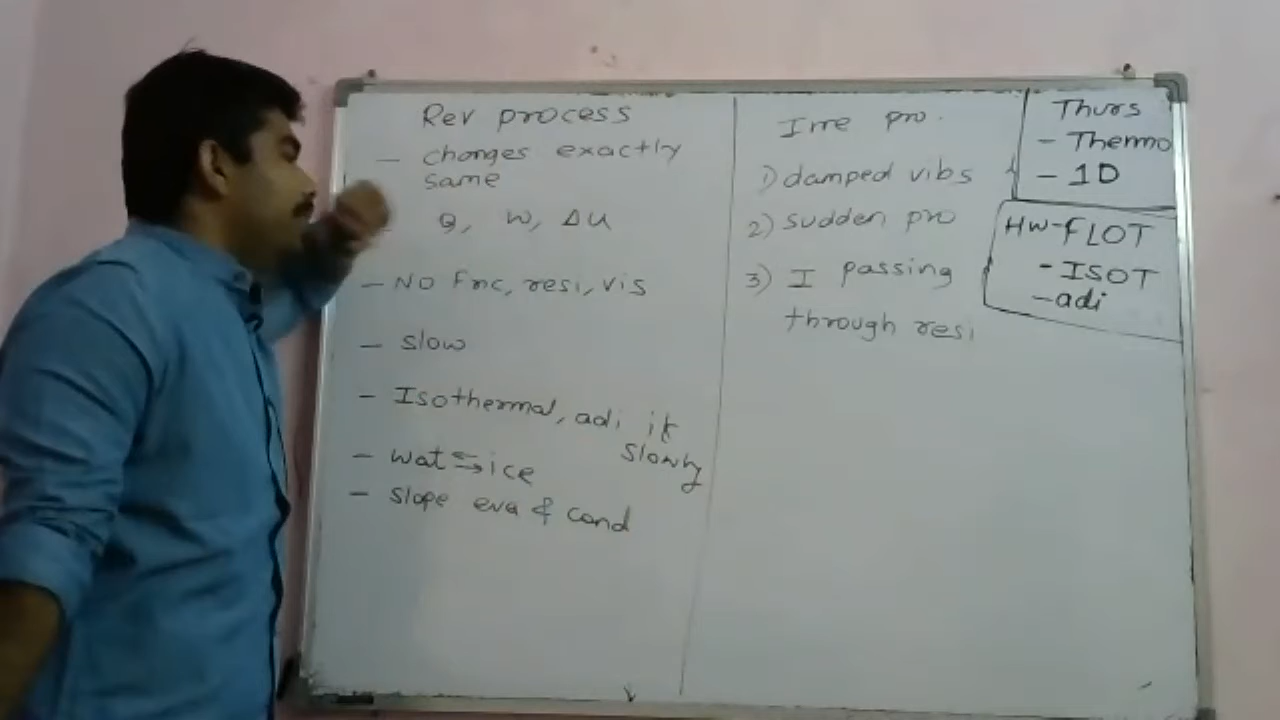 Rev process
- changes exactly
same
Q, W, ΔU
- No Fric, resi, vis
- slow
- Isothermal, adi if
slowly
- wat ⇆ ice
- slope eva & cond
Irre pro.
1) damped vibs
2) sudden pro
3) I passing
through resi
Thurs
- Thermo
- 1D
HW - FLOT
- ISOT
- adi